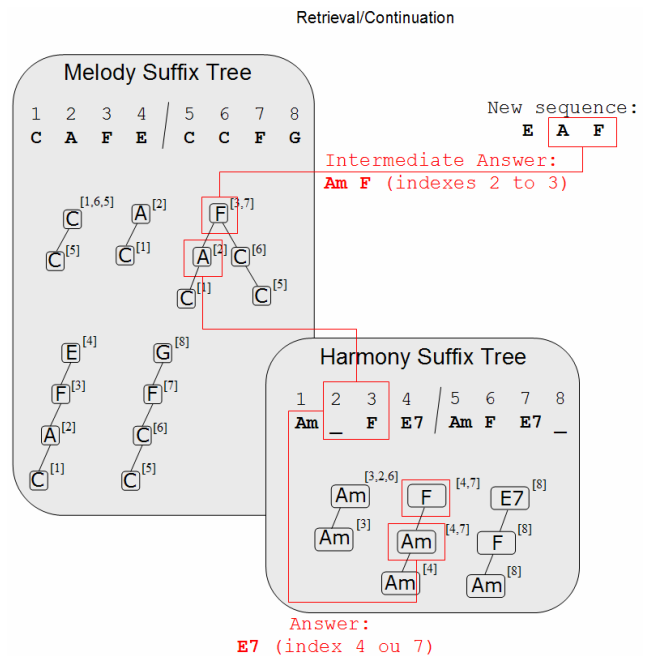 Retrieval/Continuation
Melody Suffix Tree
1 2 3 4 / 5 6 7 8
C A F E / C C F G
New sequence:
E A F
Intermediate Answer:
Am F (indexes 2 to 3)
C [1,6,5] A [2] F [3,7]
C [5] C [1] A [2] C [6]
C [1] C [5]
E [4] G [8]
F [3] F [7]
A [2] C [6]
C [1] C [5]
Harmony Suffix Tree
1 2 3 4 / 5 6 7 8
Am _ F E7 / Am F E7 _
Am [3,2,6] F [4,7] E7 [8]
Am [3] Am [4,7] F [8]
Am [4] Am [8]
Answer:
E7 (index 4 ou 7)